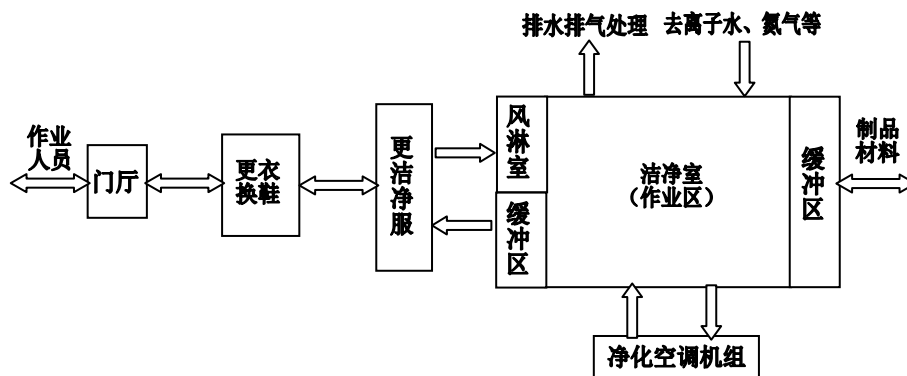 排水排气处理
去离子水、氮气等
作业
人员
门厅
更衣
换鞋
更洁净服
风淋室
缓冲区
洁净室
（作业区）
缓冲区
制品
材料
净化空调机组